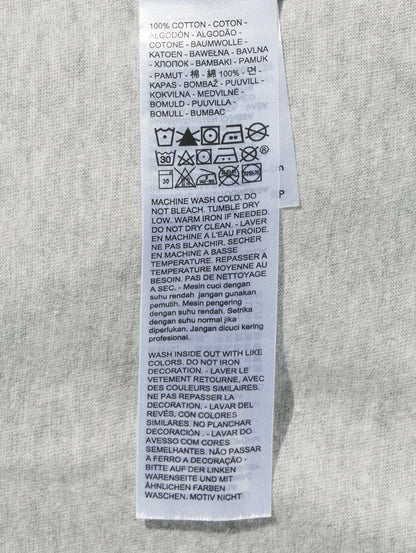 100% COTTON - COTON -
ALGODÓN - ALGODÃO -
COTONE - BAUMWOLLE -
KATOEN - BAWEŁNA - BAVLNA
- ХЛОПОК - BAMBAKI - PAMUK
- PAMUT - 棉 - 綿 100% - 면 -
KAPAS - BOMBAŽ - PUUVILL -
KOKVILNA - MEDVILNĖ -
BOMULD - PUUVILLA -
BOMULL - BUMBAC
30
®
30
n
P
MACHINE WASH COLD. DO
NOT BLEACH. TUMBLE DRY
LOW. WARM IRON IF NEEDED.
DO NOT DRY CLEAN. - LAVER
EN MACHINE A L'EAU FROIDE.
NE PAS BLANCHIR. SECHER
EN MACHINE A BASSE
TEMPERATURE. REPASSER A
TEMPERATURE MOYENNE AU
BESOIN. PAS DE NETTOYAGE
A SEC. - Mesin cuci dengan
suhu rendah jangan gunakan
pemutih. Mesin pengering
dengan suhu rendah. Setrika
dengan suhu normal jika
diperlukan. Jangan dicuci kering
profesional.
WASH INSIDE OUT WITH LIKE
COLORS. DO NOT IRON
DECORATION. - LAVER LE
VETEMENT RETOURNE, AVEC
DES COULEURS SIMILAIRES.
NE PAS REPASSER LA
DECORATION. - LAVAR DEL
REVÉS, CON COLORES
SIMILARES. NO PLANCHAR
DECORACIÓN . - LAVAR DO
AVESSO COM CORES
SEMELHANTES. NÃO PASSAR
A FERRO A DECORAÇÃO -
BITTE AUF DER LINKEN
WARENSEITE UND MIT
ÄHNLICHEN FARBEN
WASCHEN. MOTIV NICHT